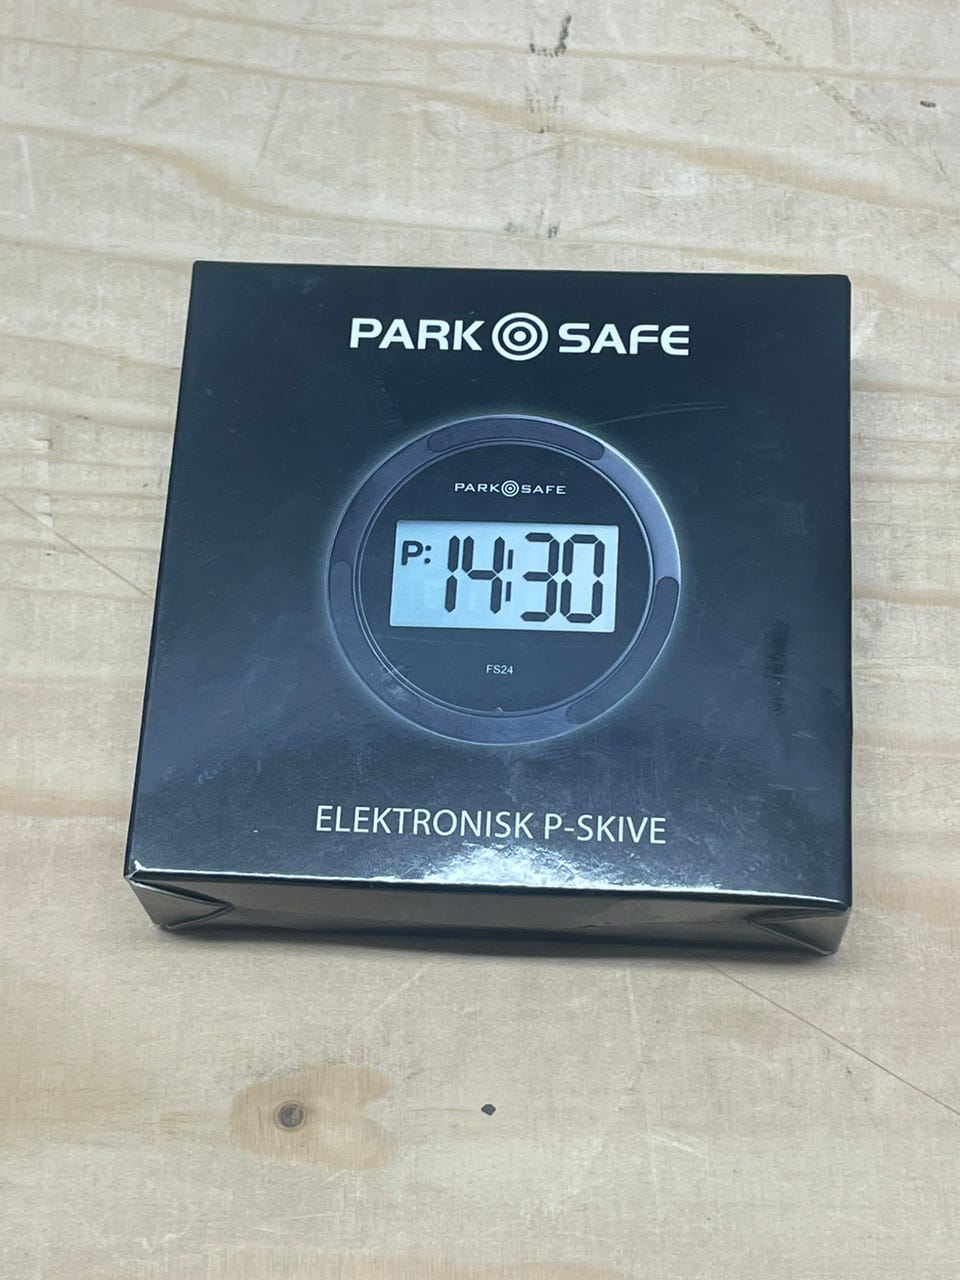 PARK SAFE
PARK SAFE
P: 14:30
FS24
ELEKTRONISK P-SKIVE